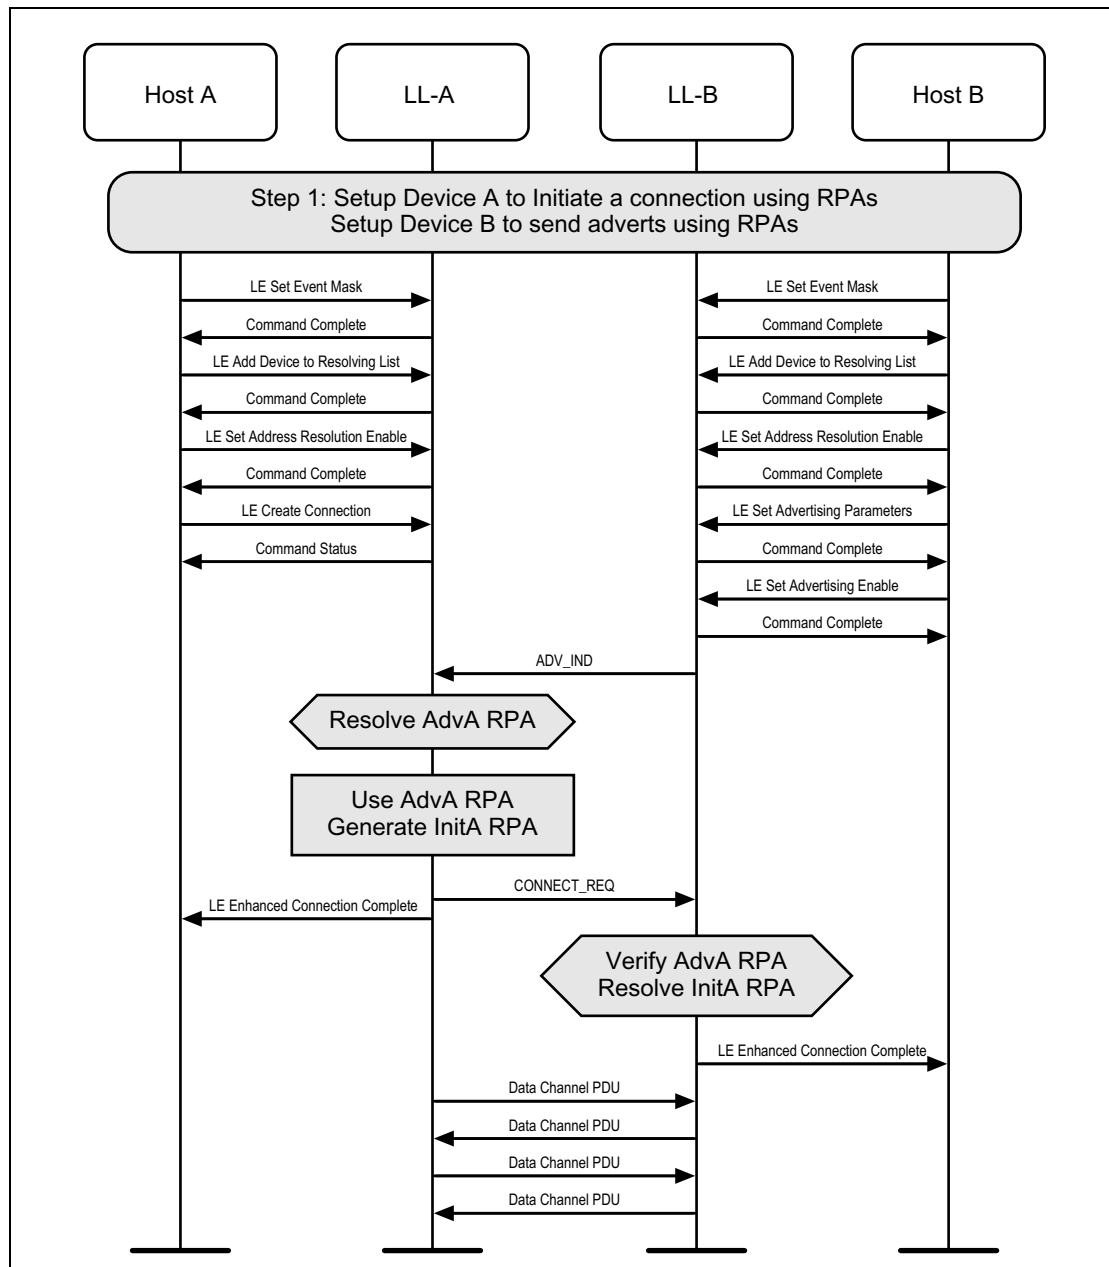 Host A
LL-A
LL-B
Host B
Step 1: Setup Device A to Initiate a connection using RPAs
Setup Device B to send adverts using RPAs
LE Set Event Mask
LE Set Event Mask
Command Complete
Command Complete
LE Add Device to Resolving List
LE Add Device to Resolving List
Command Complete
Command Complete
LE Set Address Resolution Enable
LE Set Address Resolution Enable
Command Complete
Command Complete
LE Create Connection
LE Set Advertising Parameters
Command Status
Command Complete
LE Set Advertising Enable
Command Complete
ADV_IND
Resolve AdvA RPA
Use AdvA RPA
Generate InitA RPA
CONNECT_REQ
LE Enhanced Connection Complete
Verify AdvA RPA
Resolve InitA RPA
LE Enhanced Connection Complete
Data Channel PDU
Data Channel PDU
Data Channel PDU
Data Channel PDU